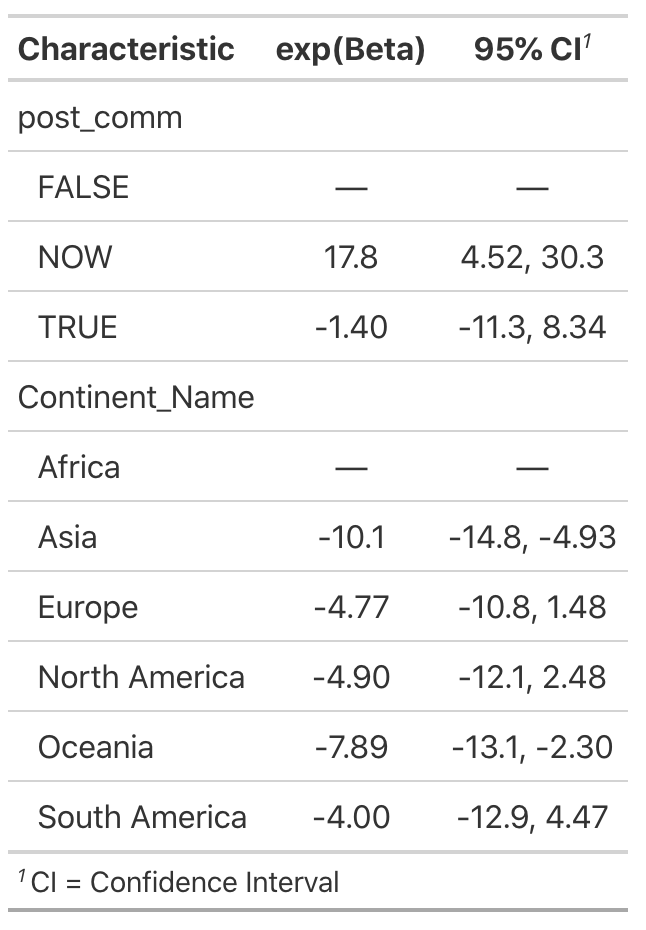 Characteristic exp(Beta) 95% CI1
post_comm
FALSE — —
NOW 17.8 4.52, 30.3
TRUE -1.40 -11.3, 8.34
Continent_Name
Africa — —
Asia -10.1 -14.8, -4.93
Europe -4.77 -10.8, 1.48
North America -4.90 -12.1, 2.48
Oceania -7.89 -13.1, -2.30
South America -4.00 -12.9, 4.47
1 CI = Confidence Interval